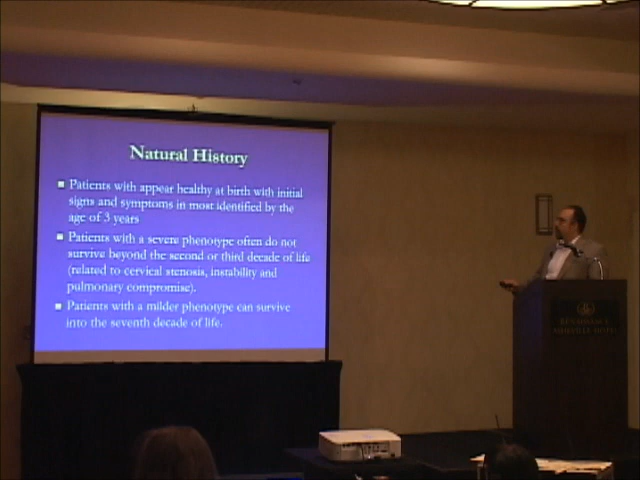 Natural History
Patients with appear healthy at birth with initial
signs and symptoms in most identified by the
age of 3 years
Patients with a severe phenotype often do not
survive beyond the second or third decade of life
(related to cervical stenosis, instability and
pulmonary compromise).
Patients with a milder phenotype can survive
into the seventh decade of life.